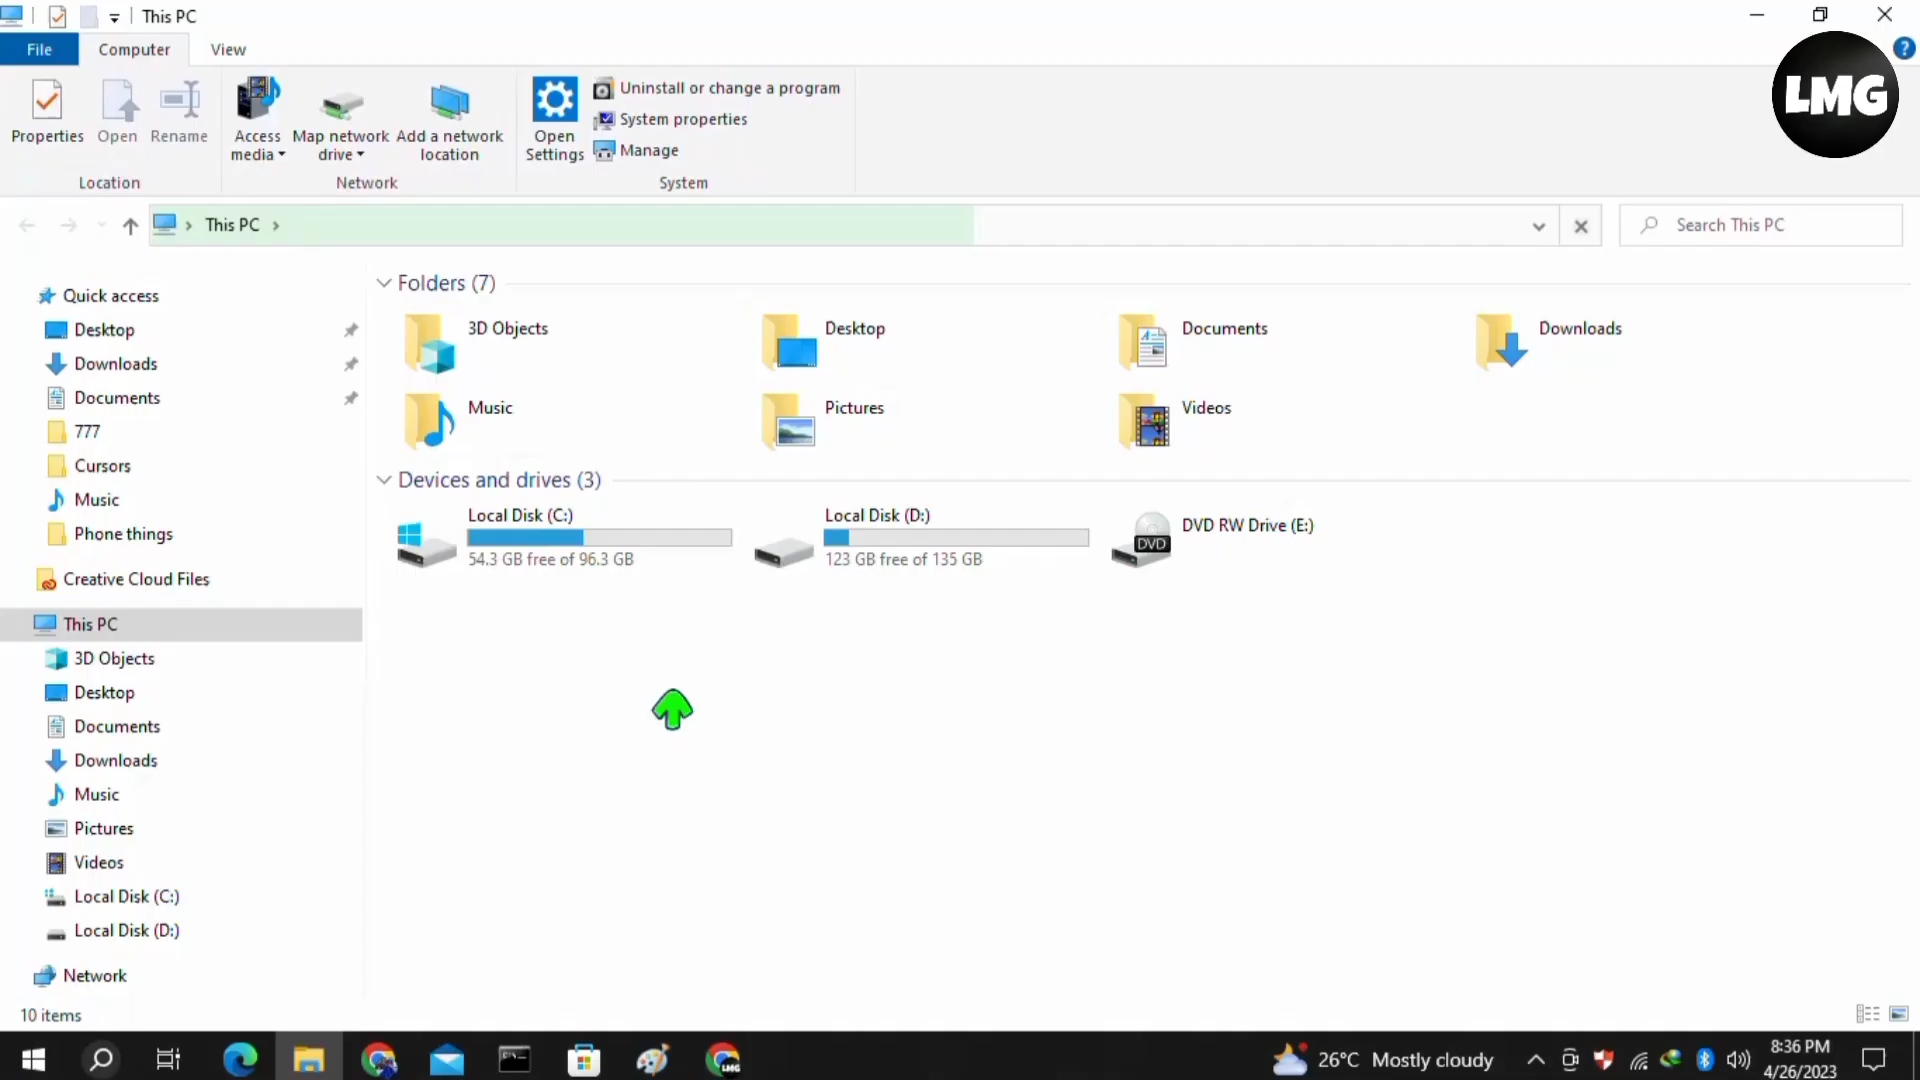 This PC
File
Computer
View
?
LMG
Properties
Open
Rename
Access media
Map network drive
Add a network location
Open Settings
Uninstall or change a program
System properties
Manage
Location
Network
System
This PC
Search This PC
Quick access
Desktop
Downloads
Documents
777
Cursors
Music
Phone things
Creative Cloud Files
This PC
3D Objects
Desktop
Documents
Downloads
Music
Pictures
Videos
Local Disk (C:)
Local Disk (D:)
Network
Folders (7)
3D Objects
Desktop
Documents
Downloads
Music
Pictures
Videos
Devices and drives (3)
Local Disk (C:)
54.3 GB free of 96.3 GB
Local Disk (D:)
123 GB free of 135 GB
DVD
DVD RW Drive (E:)
10 items
LMG
26°C Mostly cloudy
8:36 PM
4/26/2023